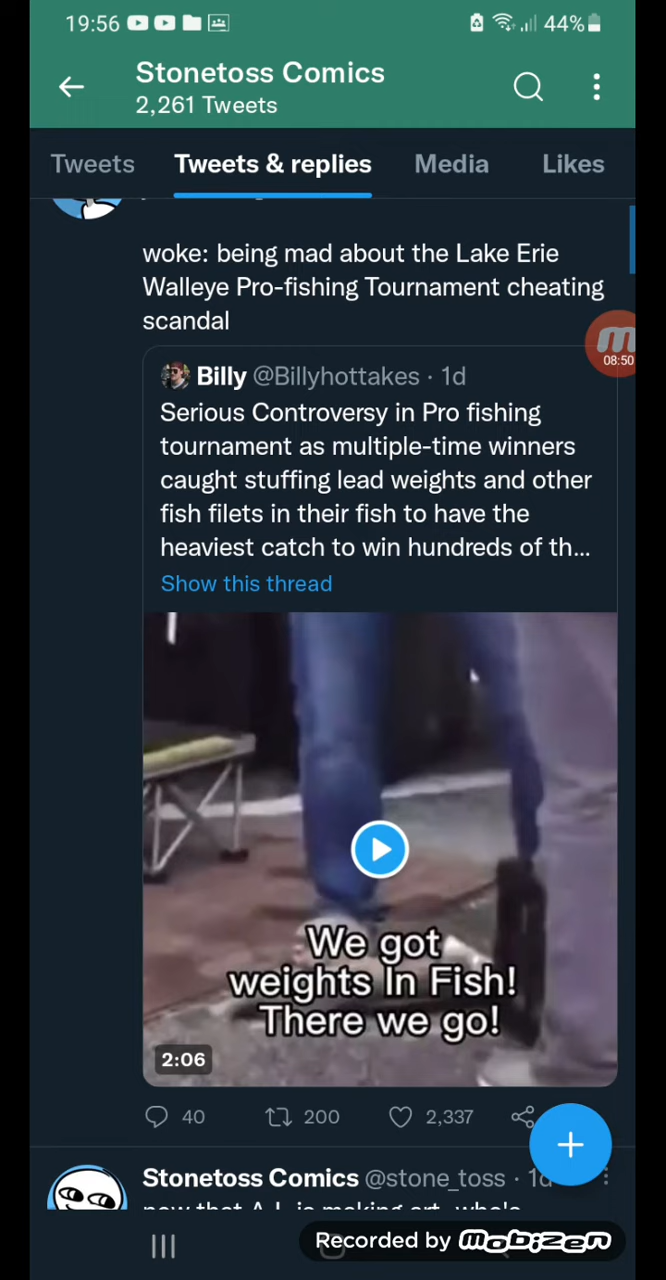 19:56
44%
Stonetoss Comics
2,261 Tweets
Tweets Tweets & replies Media Likes
woke: being mad about the Lake Erie
Walleye Pro-fishing Tournament cheating
scandal
08:50
Billy @Billyhottakes · 1d
Serious Controversy in Pro fishing
tournament as multiple-time winners
caught stuffing lead weights and other
fish filets in their fish to have the
heaviest catch to win hundreds of th...
Show this thread
We got
weights In Fish!
There we go!
2:06
40 200 2,337
Stonetoss Comics @stone_toss · 1d
Recorded by mobizen